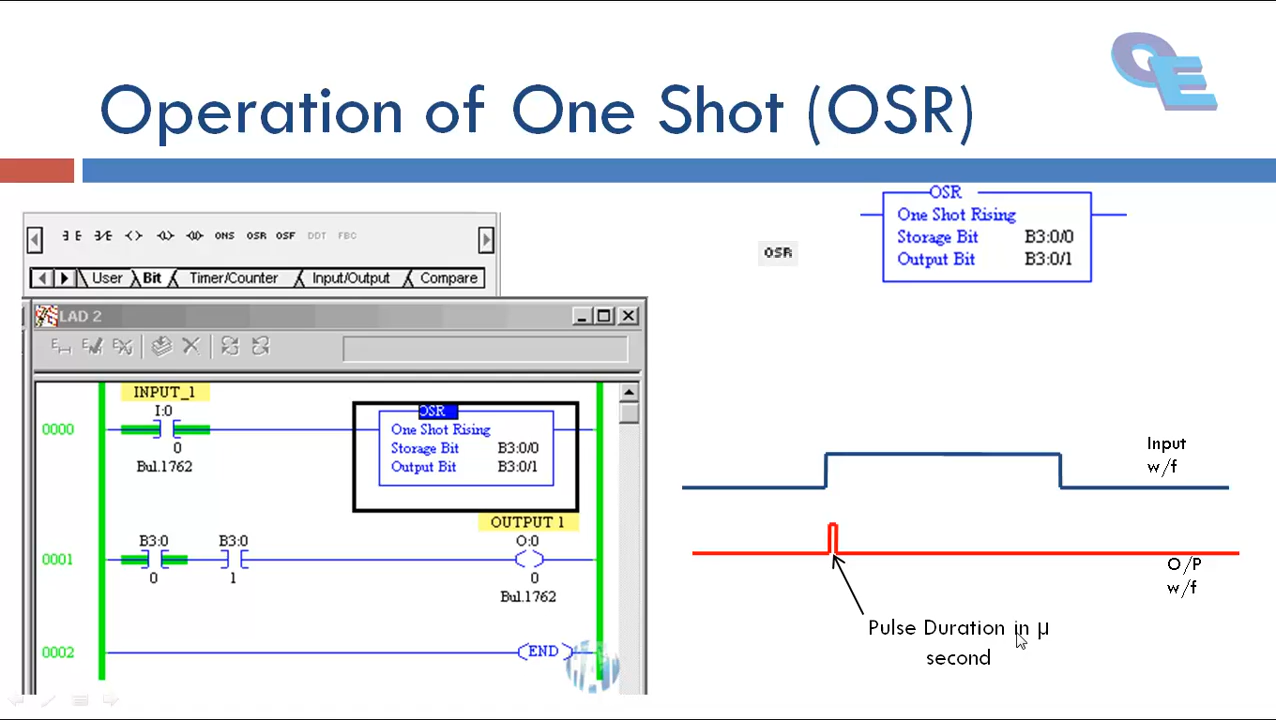 OE
Operation of One Shot (OSR)
ONS OSR OSF DDT FBC
User Bit Timer/Counter Input/Output Compare
LAD 2
INPUT_1
I:0
0000
0
Bul.1762
OSR
One Shot Rising
Storage Bit B3:0/0
Output Bit B3:0/1
OUTPUT 1
B3:0 B3:0 O:0
0001
0 1 0
Bul.1762
0002
END
OSR
OSR
One Shot Rising
Storage Bit B3:0/0
Output Bit B3:0/1
Input
w/f
O/P
w/f
Pulse Duration in µ
second